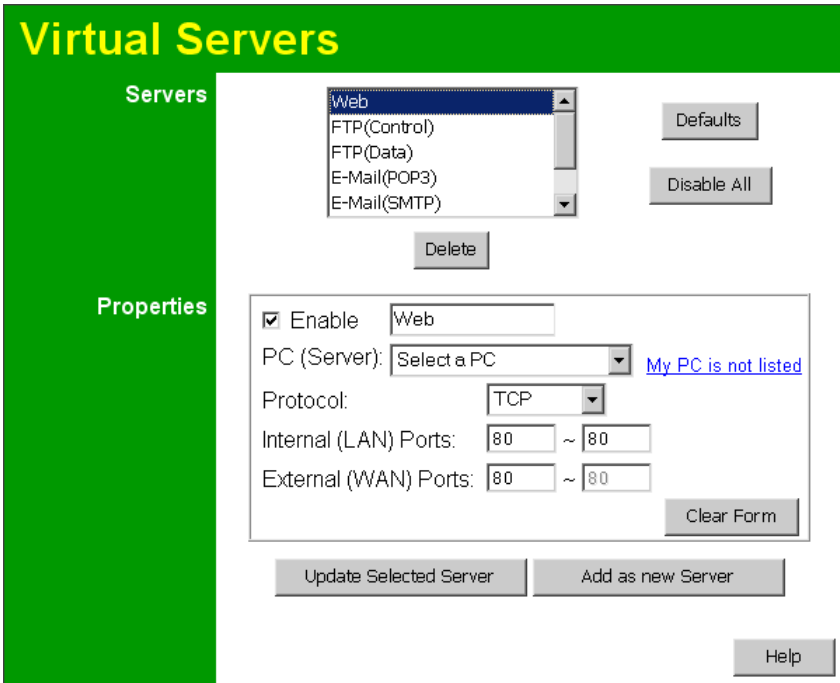 Virtual Servers
Servers
Web
FTP(Control)
FTP(Data)
E-Mail(POP3)
E-Mail(SMTP)
Defaults
Disable All
Delete
Properties
Enable Web
PC (Server): Select a PC My PC is not listed
Protocol: TCP
Internal (LAN) Ports: 80 ~ 80
External (WAN) Ports: 80 ~ 80
Clear Form
Update Selected Server Add as new Server
Help